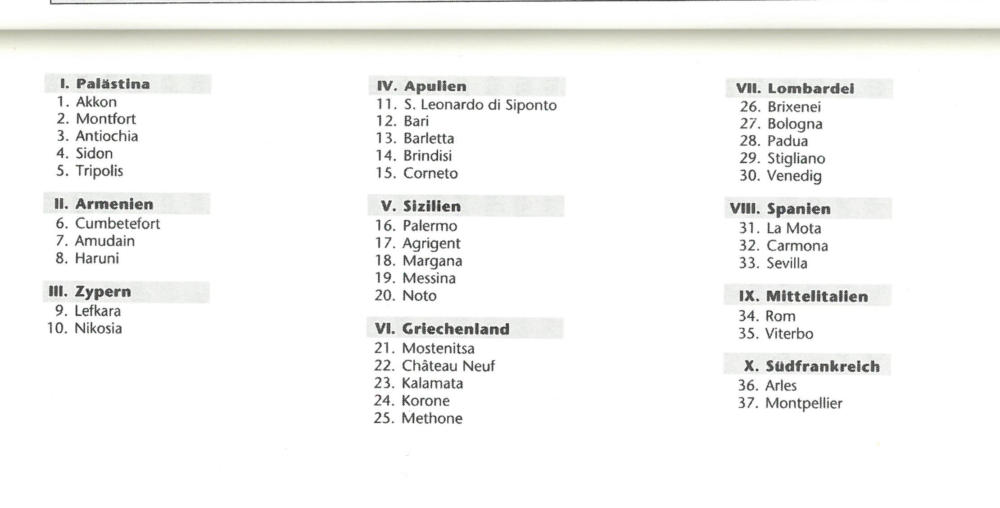 I. Palästina
1. Akkon
2. Montfort
3. Antiochia
4. Sidon
5. Tripolis
II. Armenien
6. Cumbetefort
7. Amudain
8. Haruni
III. Zypern
9. Lefkara
10. Nikosia
IV. Apulien
11. S. Leonardo di Siponto
12. Bari
13. Barletta
14. Brindisi
15. Corneto
V. Sizilien
16. Palermo
17. Agrigent
18. Margana
19. Messina
20. Noto
VI. Griechenland
21. Mostenitsa
22. Château Neuf
23. Kalamata
24. Korone
25. Methone
VII. Lombardei
26. Brixenei
27. Bologna
28. Padua
29. Stigliano
30. Venedig
VIII. Spanien
31. La Mota
32. Carmona
33. Sevilla
IX. Mittelitalien
34. Rom
35. Viterbo
X. Südfrankreich
36. Arles
37. Montpellier